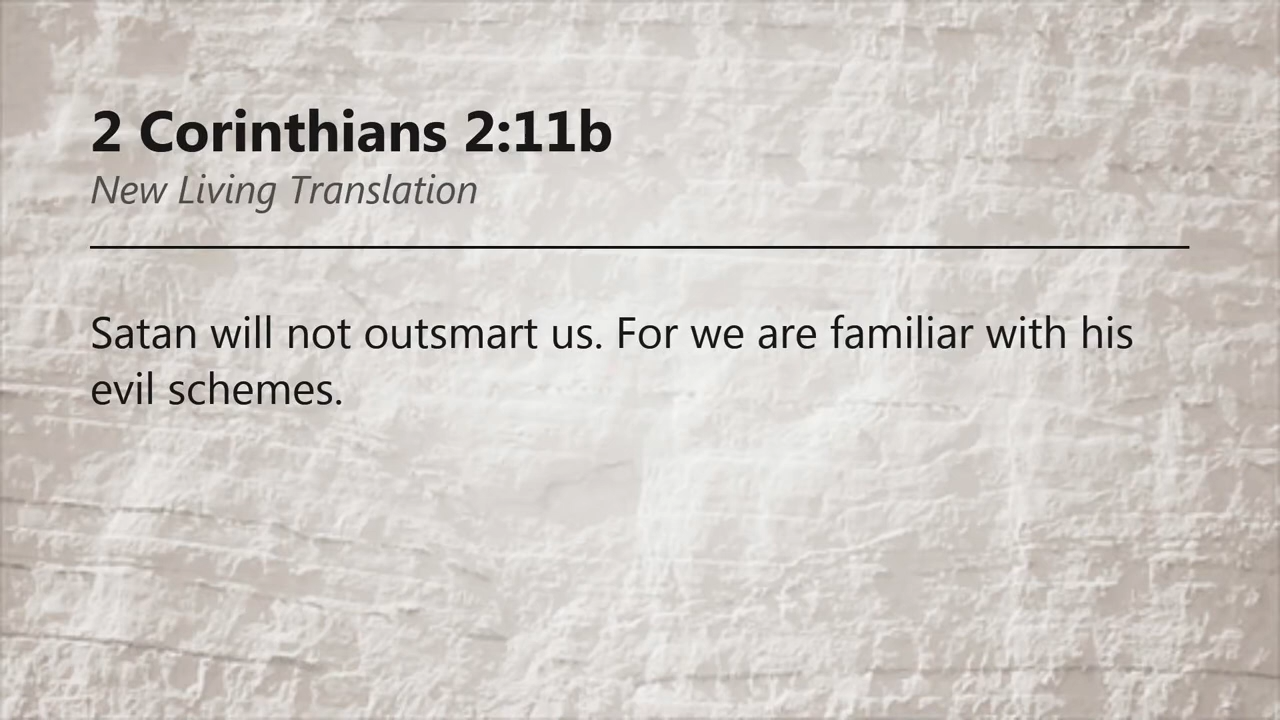 2 Corinthians 2:11b
New Living Translation
Satan will not outsmart us. For we are familiar with his
evil schemes.